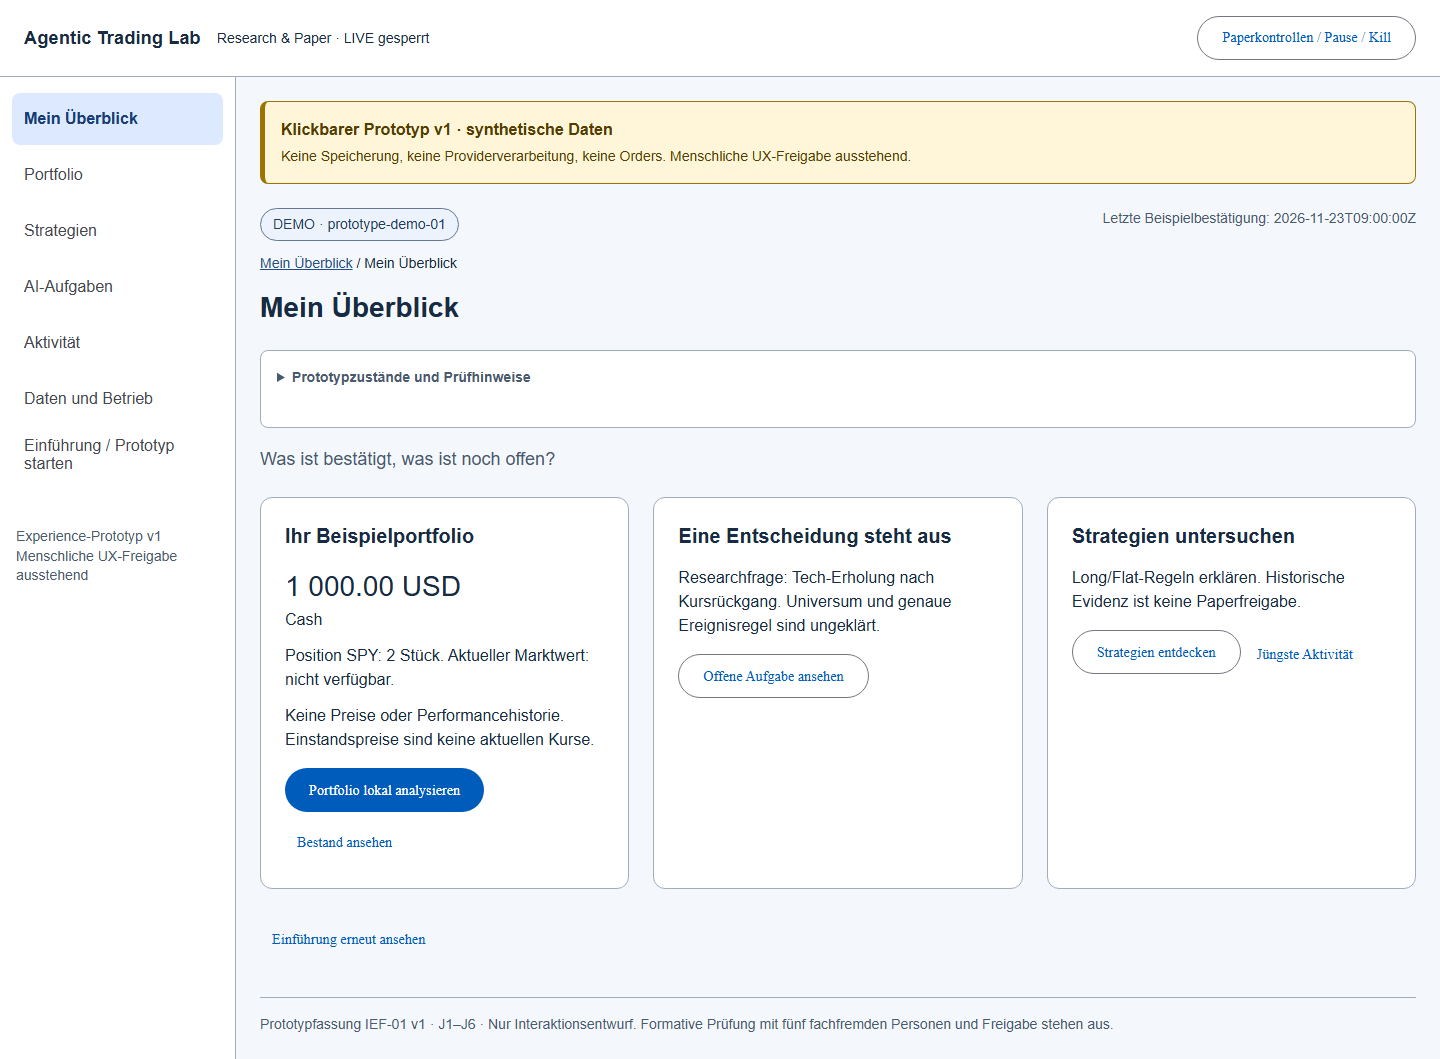 Agentic Trading Lab
Research & Paper · LIVE gesperrt
Paperkontrollen / Pause / Kill
Mein Überblick
Portfolio
Strategien
AI-Aufgaben
Aktivität
Daten und Betrieb
Einführung / Prototyp
starten
Experience-Prototyp v1
Menschliche UX-Freigabe
ausstehend
Klickbarer Prototyp v1 · synthetische Daten
Keine Speicherung, keine Providerverarbeitung, keine Orders. Menschliche UX-Freigabe ausstehend.
DEMO · prototype-demo-01
Letzte Beispielbestätigung: 2026-11-23T09:00:00Z
Mein Überblick / Mein Überblick
Mein Überblick
Prototypzustände und Prüfhinweise
Was ist bestätigt, was ist noch offen?
Ihr Beispielportfolio
1 000.00 USD
Cash
Position SPY: 2 Stück. Aktueller Marktwert:
nicht verfügbar.
Keine Preise oder Performancehistorie.
Einstandspreise sind keine aktuellen Kurse.
Portfolio lokal analysieren
Bestand ansehen
Eine Entscheidung steht aus
Researchfrage: Tech-Erholung nach
Kursrückgang. Universum und genaue
Ereignisregel sind ungeklärt.
Offene Aufgabe ansehen
Strategien untersuchen
Long/Flat-Regeln erklären. Historische
Evidenz ist keine Paperfreigabe.
Strategien entdecken
Jüngste Aktivität
Einführung erneut ansehen
Prototypfassung IEF-01 v1 · J1–J6 · Nur Interaktionsentwurf. Formative Prüfung mit fünf fachfremden Personen und Freigabe stehen aus.